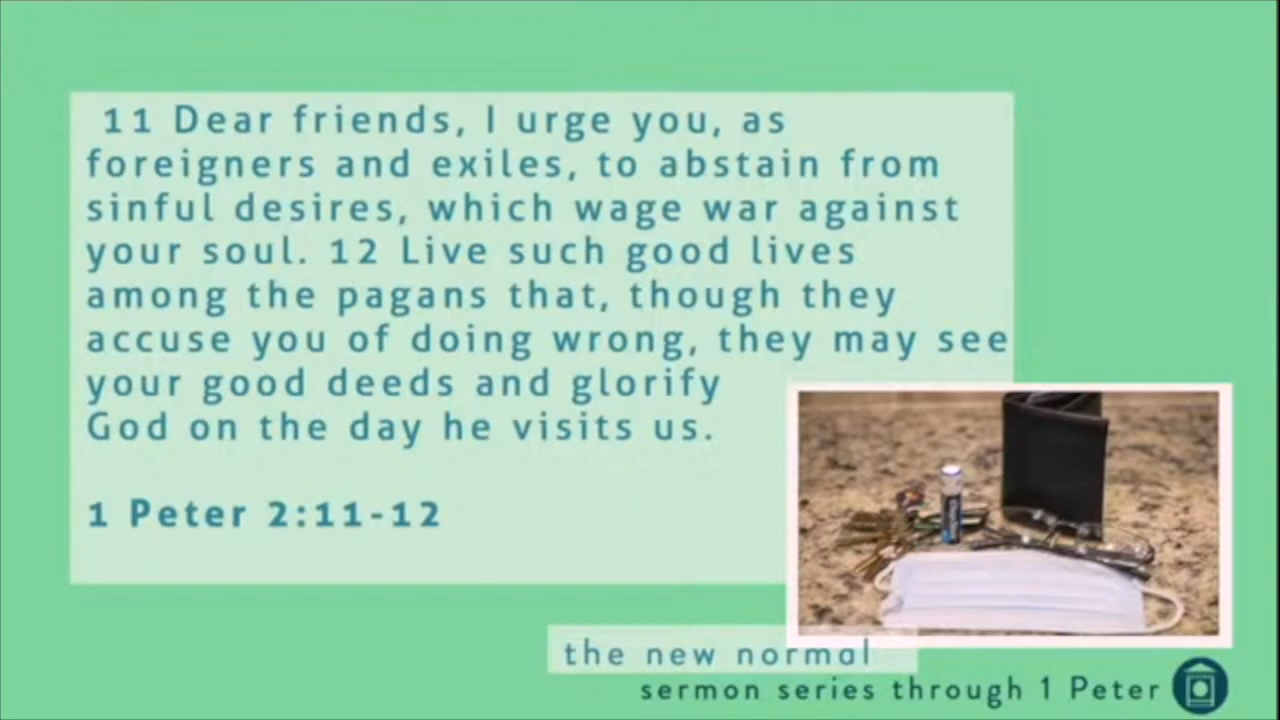 11 Dear friends, I urge you, as
foreigners and exiles, to abstain from
sinful desires, which wage war against
your soul. 12 Live such good lives
among the pagans that, though they
accuse you of doing wrong, they may see
your good deeds and glorify
God on the day he visits us.
1 Peter 2:11-12
the new normal
sermon series through 1 Peter